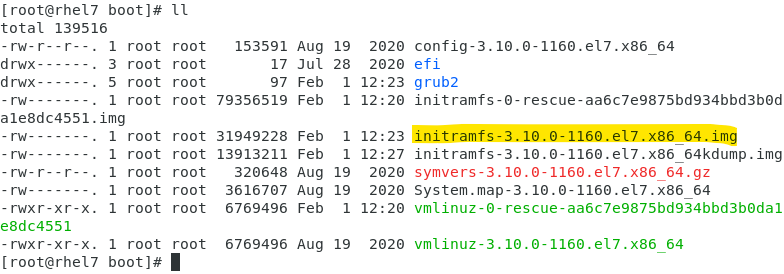 [root@rhel7 boot]# ll
total 139516
-rw-r--r--. 1 root root   153591 Aug 19  2020 config-3.10.0-1160.el7.x86_64
drwx------. 3 root root       17 Jul 28  2020 efi
drwx------. 5 root root       97 Feb  1 12:23 grub2
-rw-------. 1 root root 79356519 Feb  1 12:20 initramfs-0-rescue-aa6c7e9875bd934bbd3b0d
a1e8dc4551.img
-rw-------. 1 root root 31949228 Feb  1 12:23 initramfs-3.10.0-1160.el7.x86_64.img
-rw-------. 1 root root 13913211 Feb  1 12:27 initramfs-3.10.0-1160.el7.x86_64kdump.img
-rw-r--r--. 1 root root   320648 Aug 19  2020 symvers-3.10.0-1160.el7.x86_64.gz
-rw-------. 1 root root  3616707 Aug 19  2020 System.map-3.10.0-1160.el7.x86_64
-rwxr-xr-x. 1 root root  6769496 Feb  1 12:20 vmlinuz-0-rescue-aa6c7e9875bd934bbd3b0da1
e8dc4551
-rwxr-xr-x. 1 root root  6769496 Aug 19  2020 vmlinuz-3.10.0-1160.el7.x86_64
[root@rhel7 boot]#